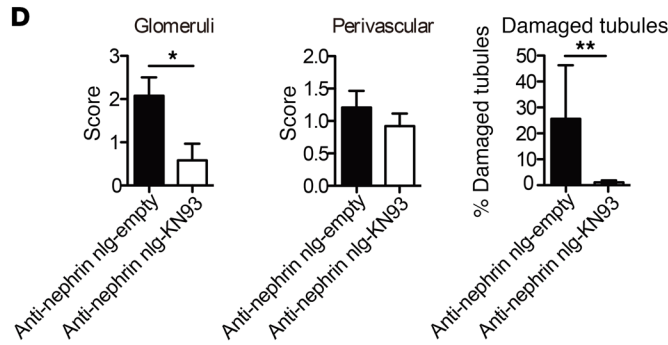 D
Glomeruli
Score
3
2
1
0
*
Anti-nephrin nlg-empty
Anti-nephrin nlg-KN93
Perivascular
Score
2.0
1.5
1.0
0.5
0.0
Anti-nephrin nlg-empty
Anti-nephrin nlg-KN93
Damaged tubules
% Damaged tubules
50
40
30
20
10
0
**
Anti-nephrin nlg-empty
Anti-nephrin nlg-KN93